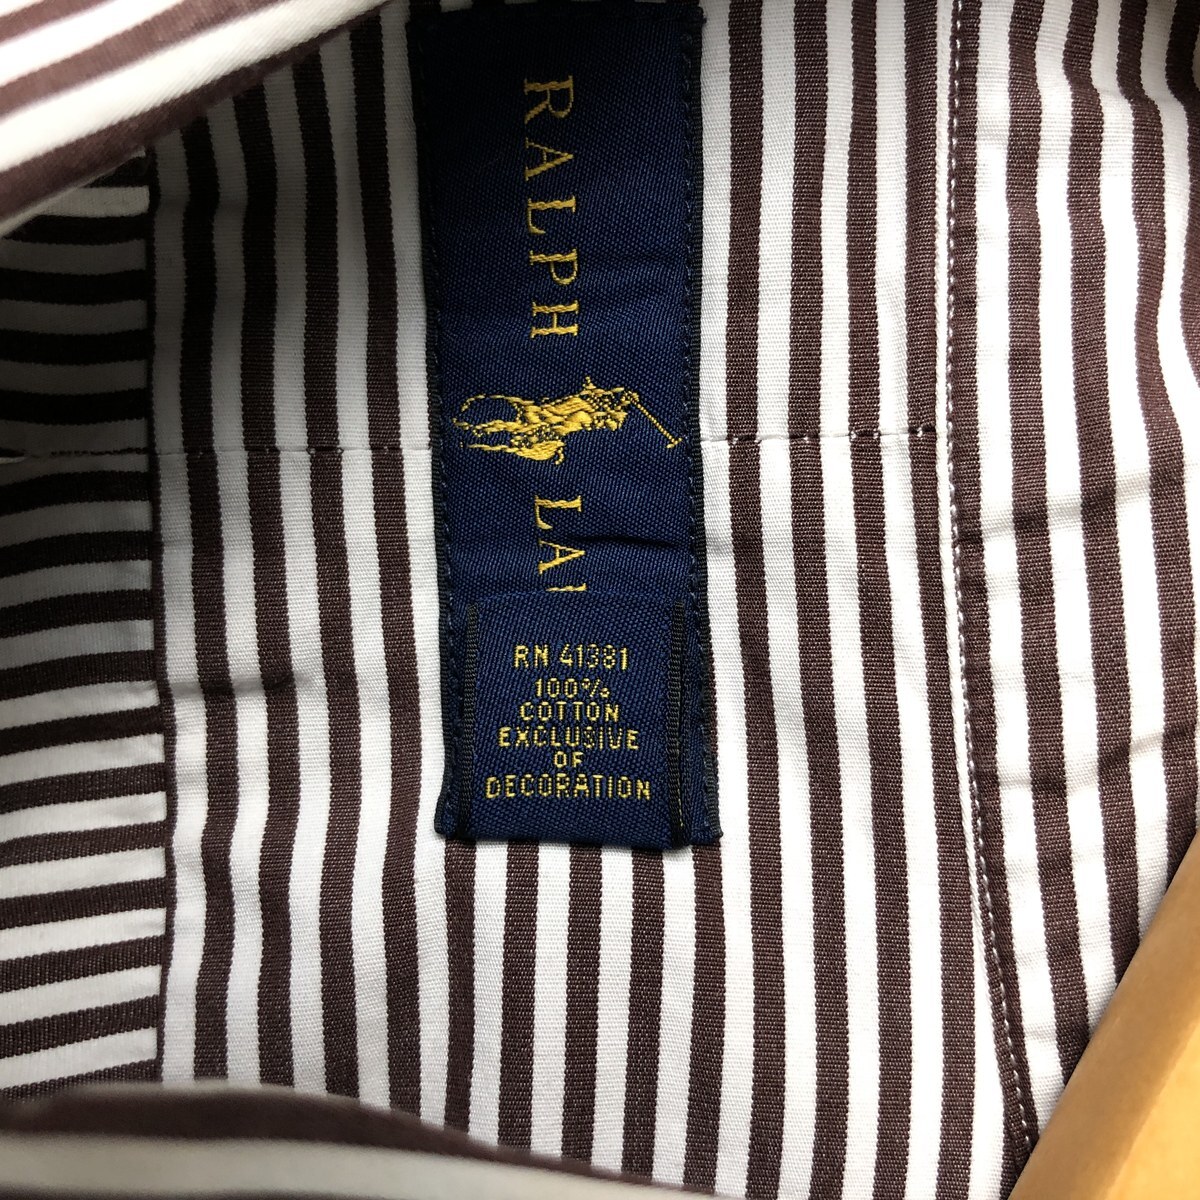 RALPH LA
RN 41381
100%
COTTON
EXCLUSIVE
OF
DECORATION